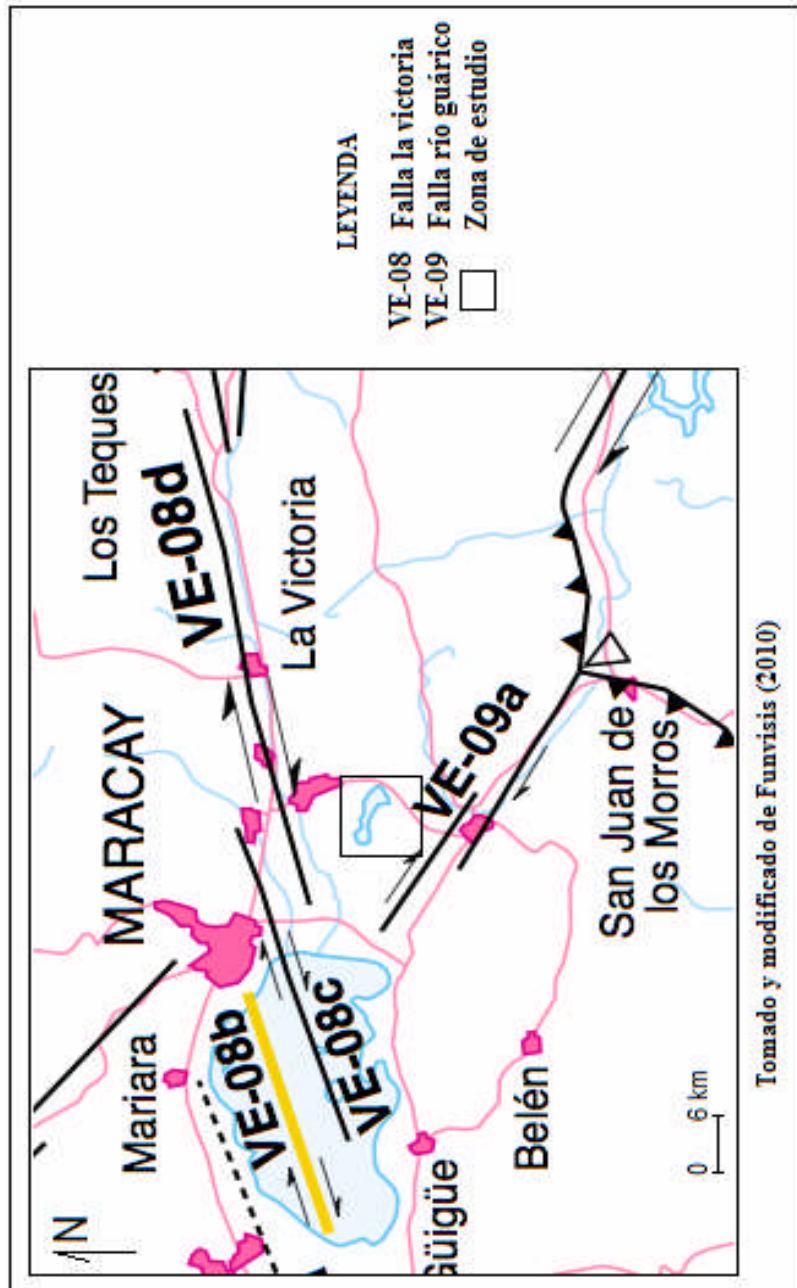 N
Mariara
MARACAY
Los Teques
VE-08d
VE-08b
VE-08c
La Victoria
VE-09a
Güigüe
Belén
San Juan de
los Morros
0 6 km
LEYENDA
VE-08 Falla la victoria
VE-09 Falla río guárico
Zona de estudio
Tomado y modificado de Funvisis (2010)